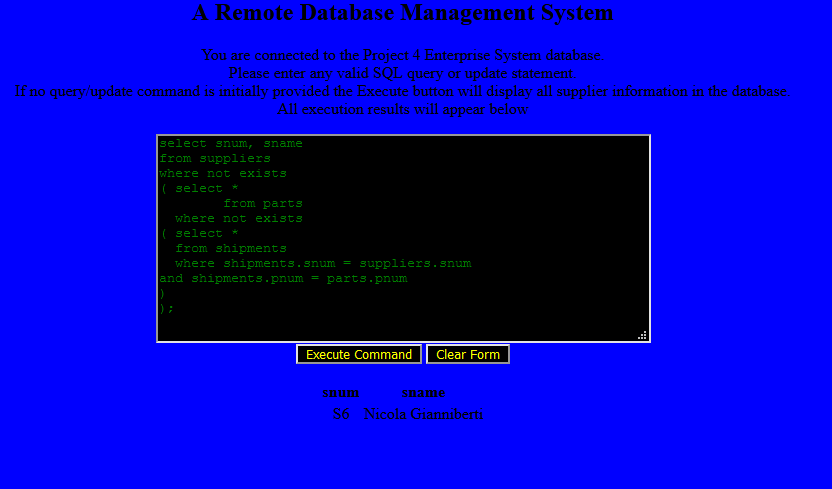 A Remote Database Management System
You are connected to the Project 4 Enterprise System database.
Please enter any valid SQL query or update statement.
If no query/update command is initially provided the Execute button will display all supplier information in the database.
All execution results will appear below.
select snum, sname
from suppliers
where not exists
( select *
from parts
where not exists
( select *
from shipments
where shipments.snum = suppliers.snum
and shipments.pnum = parts.pnum
)
);
Execute Command Clear Form
snum sname
S6 Nicola Gianniberti